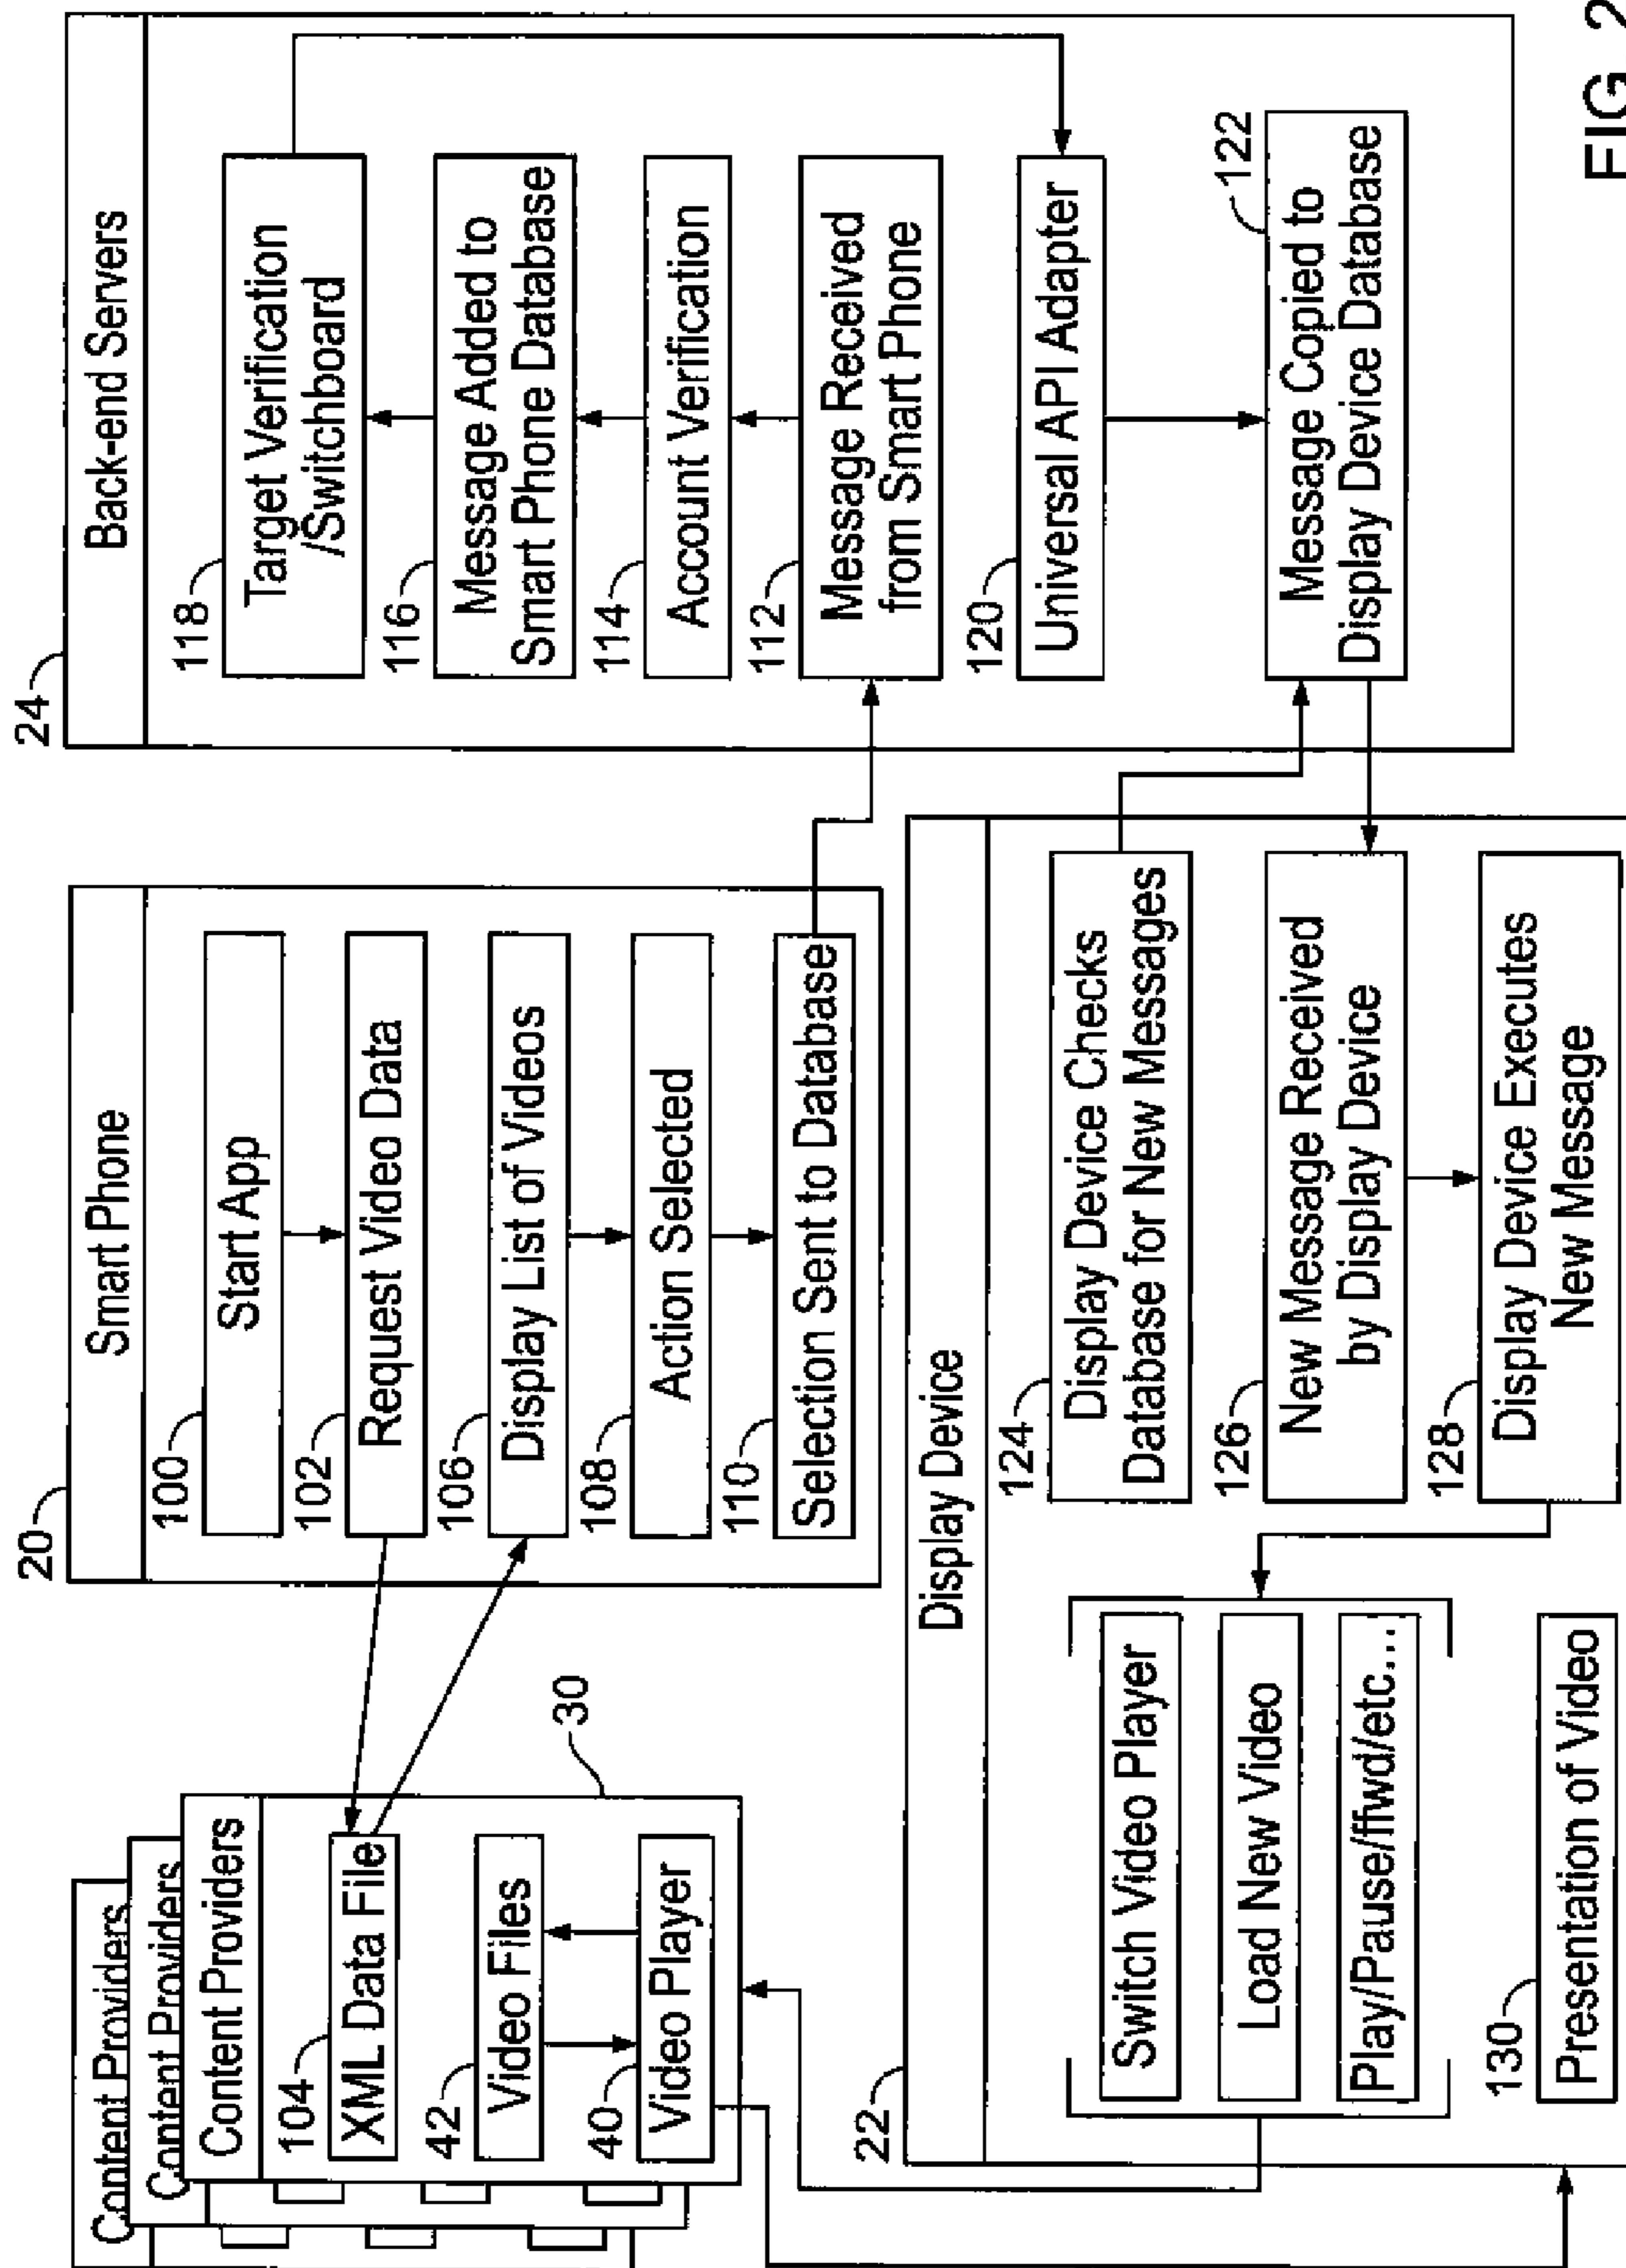 Content Providers
Content Providers
Content Providers
104
XML Data File
42
Video Files
40
Video Player
30
20
Smart Phone
100
Start App
102
Request Video Data
106
Display List of Videos
108
Action Selected
110
Selection Sent to Database
24
Back-end Servers
118
Target Verification
/Switchboard
116
Message Added to
Smart Phone Database
114
Account Verification
112
Message Received
from Smart Phone
120
Universal API Adapter
122
Message Copied to
Display Device Database
22
Display Device
Switch Video Player
Load New Video
Play/Pause/ffwd/etc...
130
Presentation of Video
124
Display Device Checks
Database for New Messages
126
New Message Received
by Display Device
128
Display Device Executes
New Message
FIG. 2